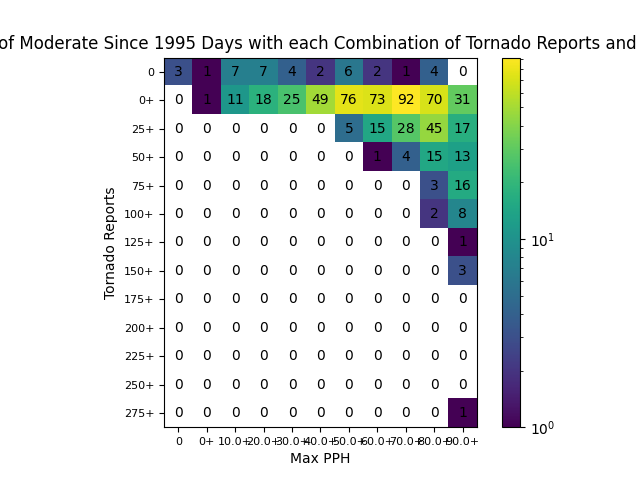 of Moderate Since 1995 Days with each Combination of Tornado Reports and
0 3 1 7 7 4 2 6 2 1 4 0
0+ 0 1 11 18 25 49 76 73 92 70 31
25+ 0 0 0 0 0 0 5 15 28 45 17
50+ 0 0 0 0 0 0 0 1 4 15 13
75+ 0 0 0 0 0 0 0 0 0 3 16
100+ 0 0 0 0 0 0 0 0 0 2 8
125+ 0 0 0 0 0 0 0 0 0 0 1
150+ 0 0 0 0 0 0 0 0 0 0 3
175+ 0 0 0 0 0 0 0 0 0 0 0
200+ 0 0 0 0 0 0 0 0 0 0 0
225+ 0 0 0 0 0 0 0 0 0 0 0
250+ 0 0 0 0 0 0 0 0 0 0 0
275+ 0 0 0 0 0 0 0 0 0 0 1
0 0+ 10.0+ 20.0+ 30.0+ 40.0+ 50.0+ 60.0+ 70.0+ 80.0+ 90.0+
Max PPH
Tornado Reports
10¹
10⁰